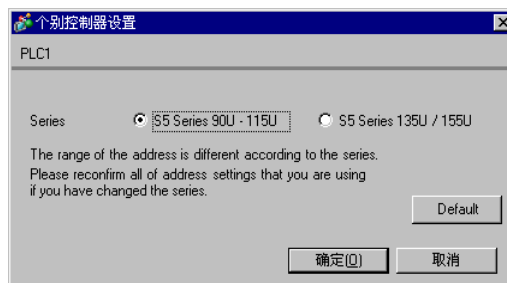 个别控制器设置
PLC1
Series S5 Series 90U - 115U S5 Series 135U / 155U
The range of the address is different according to the series.
Please reconfirm all of address settings that you are using
if you have changed the series.
Default
确定(O) 取消